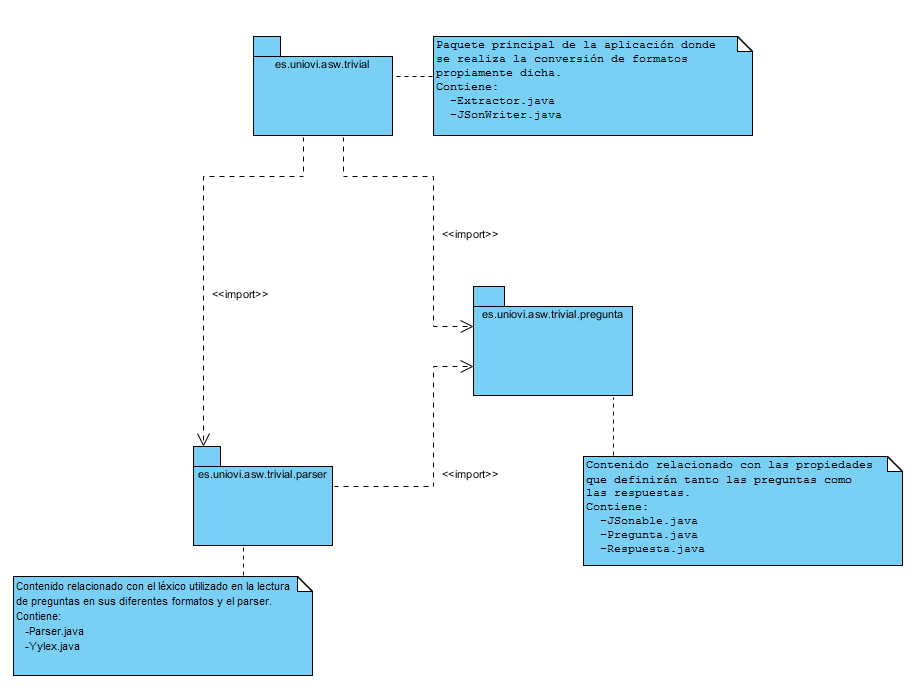 es.uniovi.asw.trivial
Paquete principal de la aplicación donde
se realiza la conversión de formatos
propiamente dicha.
Contiene:
-Extractor.java
-JSonWriter.java
<<import>>
<<import>>
es.uniovi.asw.trivial.pregunta
<<import>>
es.uniovi.asw.trivial.parser
Contenido relacionado con las propiedades
que definirán tanto las preguntas como
las respuestas.
Contiene:
-JSonable.java
-Pregunta.java
-Respuesta.java
Contenido relacionado con el léxico utilizado en la lectura
de preguntas en sus diferentes formatos y el parser.
Contiene:
-Parser.java
-Yylex.java